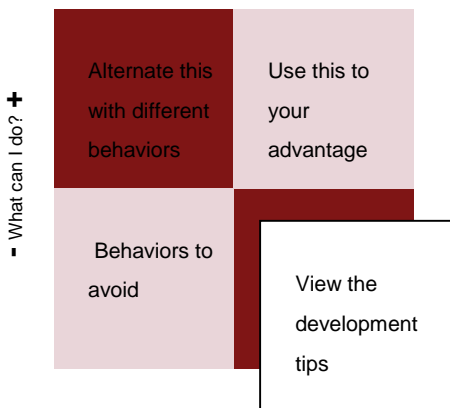 Alternate this
with different
behaviors
Use this to
your
advantage
- What can I do? +
Behaviors to
avoid
View the
development
tips